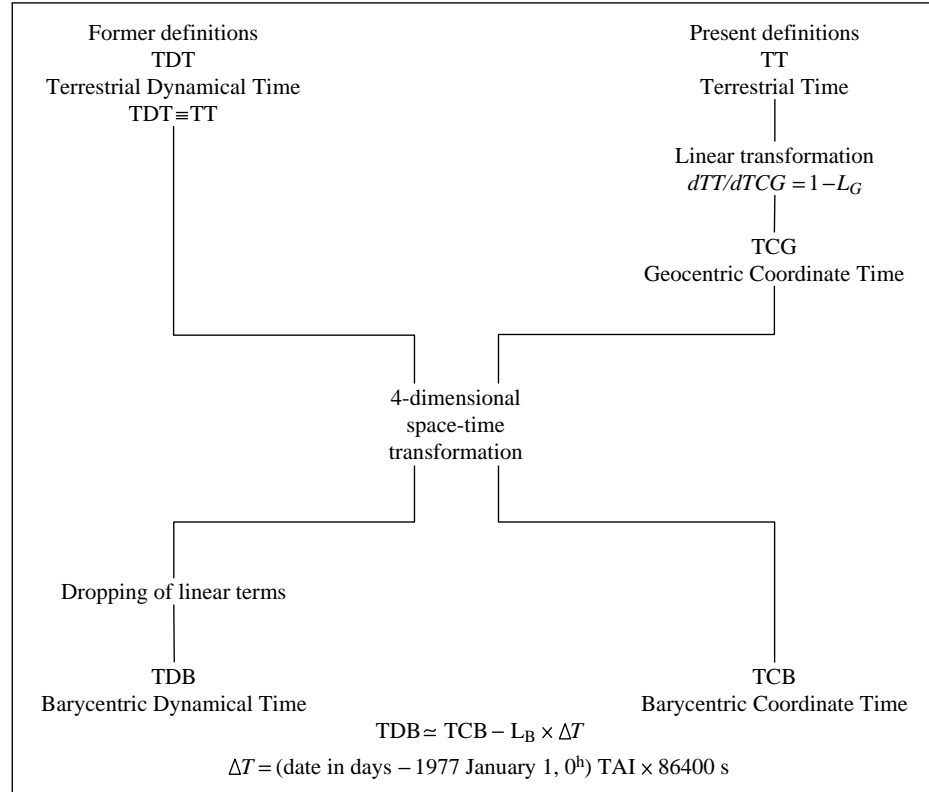 Former definitions
TDT
Terrestrial Dynamical Time
TDT≡TT
Present definitions
TT
Terrestrial Time
Linear transformation
dTT/dTCG = 1−L_G
TCG
Geocentric Coordinate Time
4-dimensional
space-time
transformation
Dropping of linear terms
TDB
Barycentric Dynamical Time
TCB
Barycentric Coordinate Time
TDB ≃ TCB − L_B × ΔT
ΔT = (date in days − 1977 January 1, 0^h) TAI × 86400 s